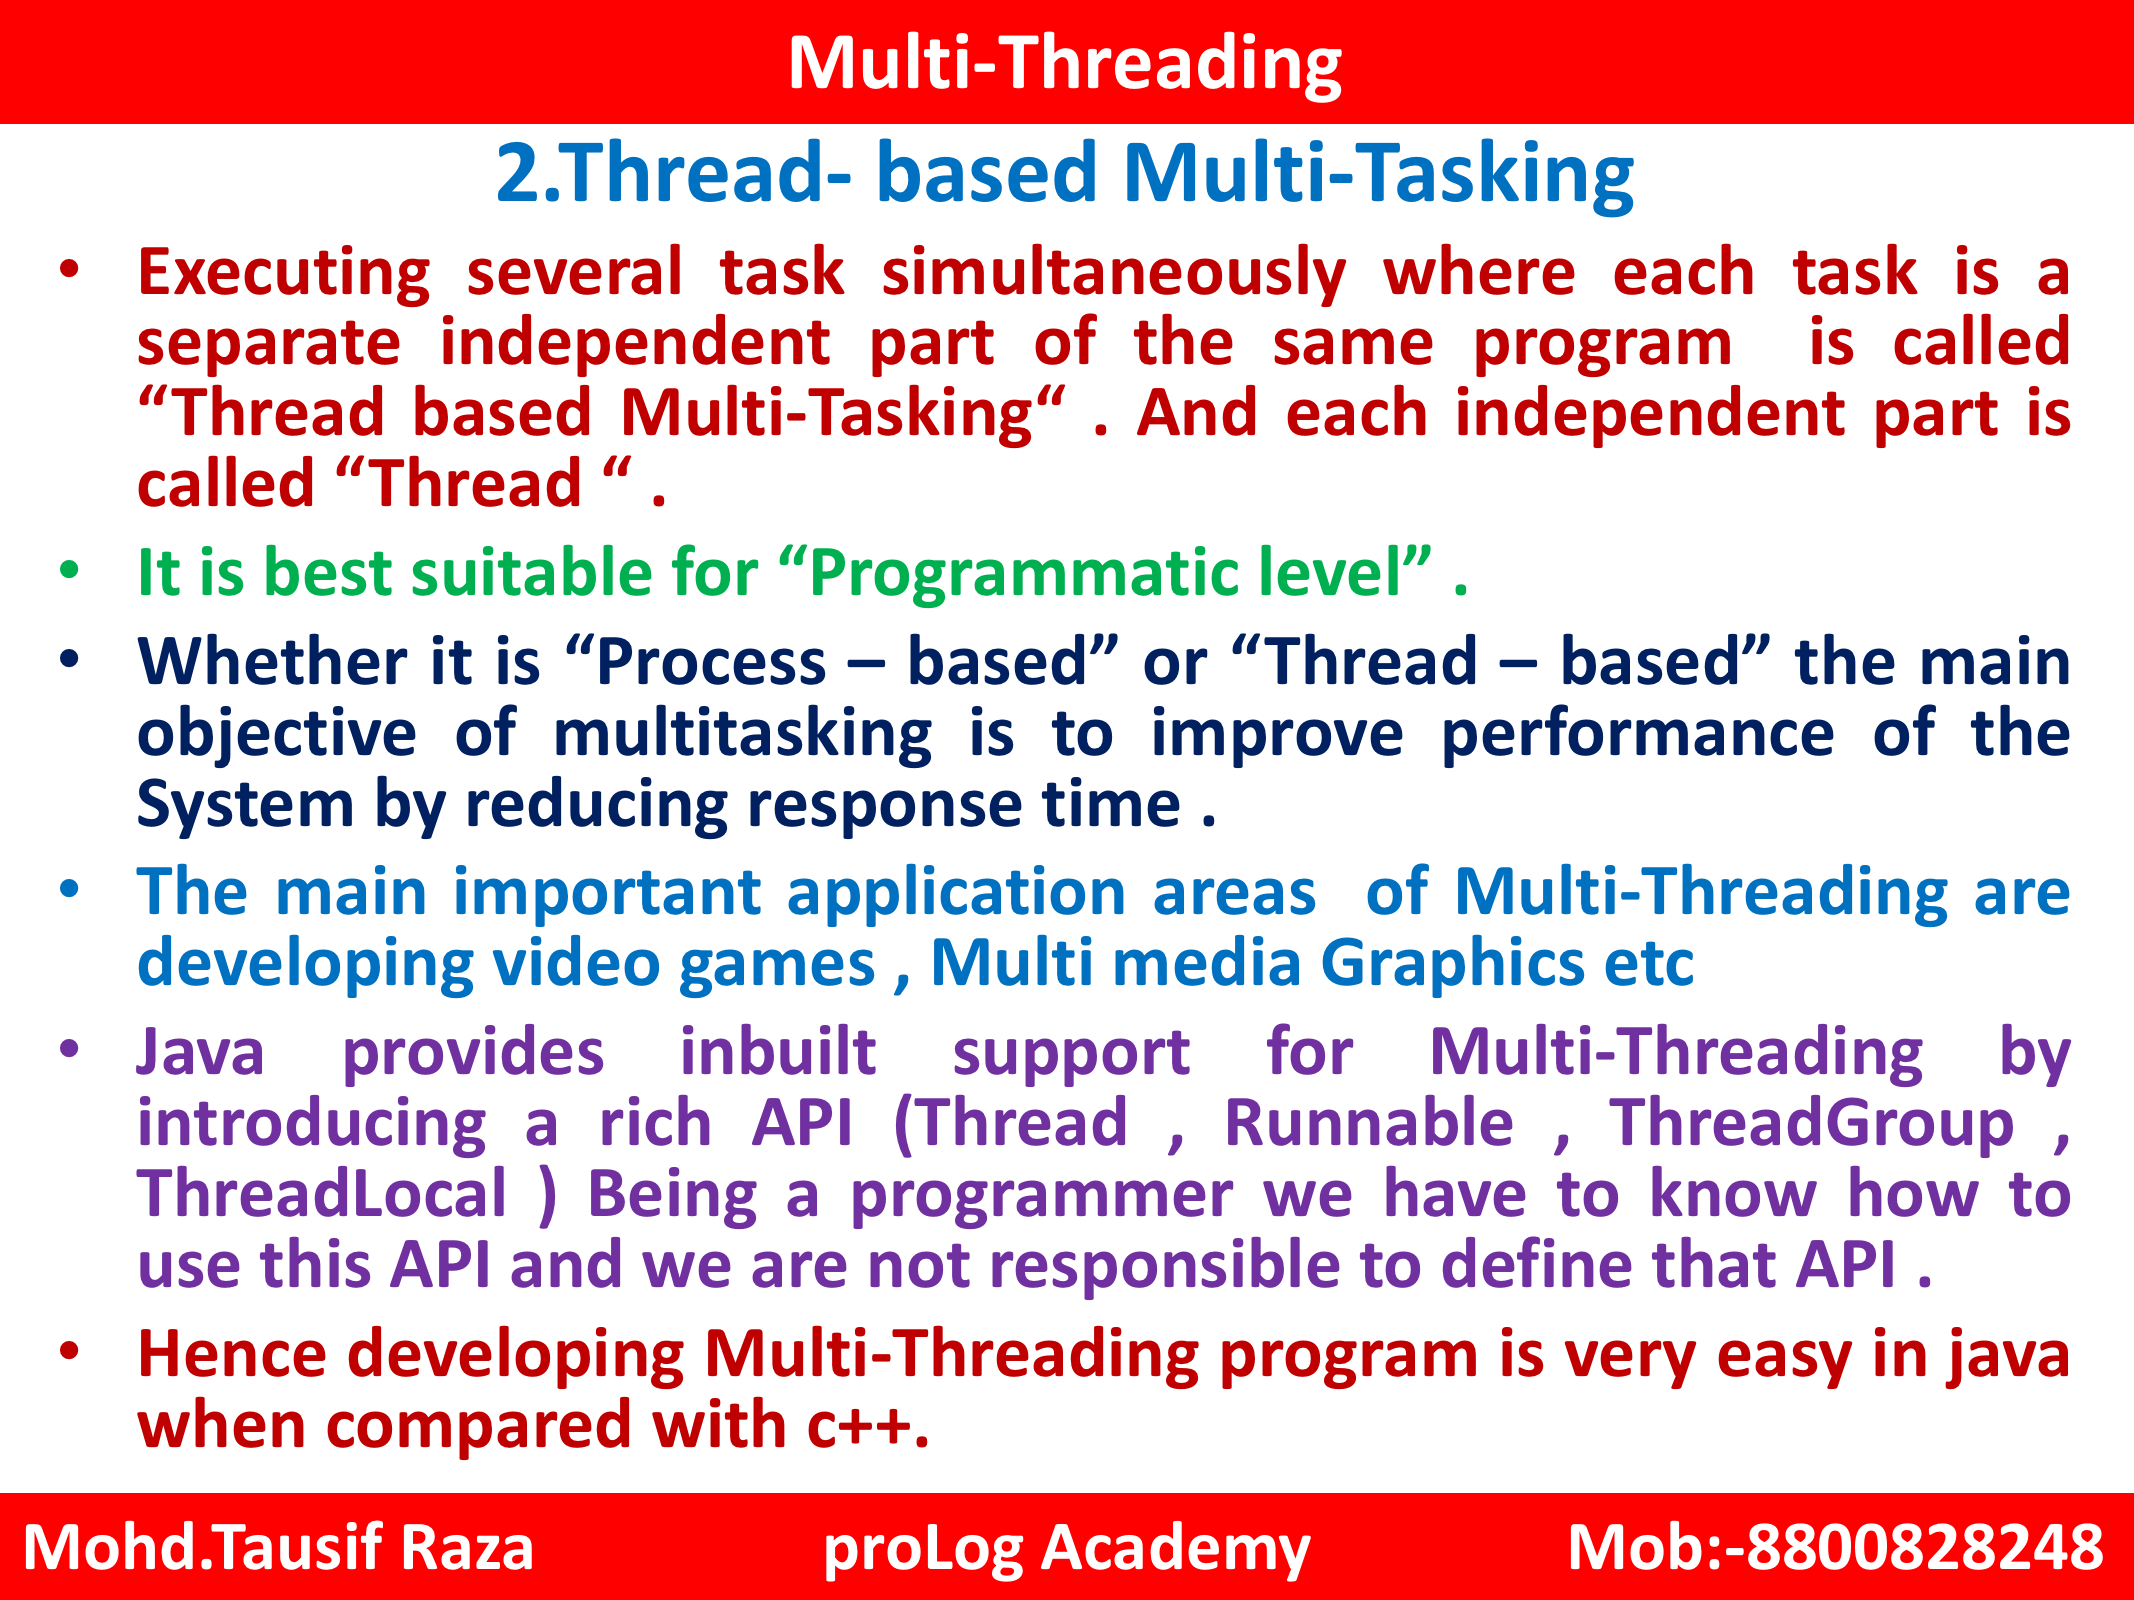 Multi-Threading
2.Thread- based Multi-Tasking
• Executing several task simultaneously where each task is a
separate independent part of the same program is called
“Thread based Multi-Tasking“ . And each independent part is
called “Thread “ .
• It is best suitable for “Programmatic level” .
• Whether it is “Process – based” or “Thread – based” the main
objective of multitasking is to improve performance of the
System by reducing response time .
• The main important application areas of Multi-Threading are
developing video games , Multi media Graphics etc
• Java provides inbuilt support for Multi-Threading by
introducing a rich API (Thread , Runnable , ThreadGroup ,
ThreadLocal ) Being a programmer we have to know how to
use this API and we are not responsible to define that API .
• Hence developing Multi-Threading program is very easy in java
when compared with c++.
Mohd.Tausif Raza proLog Academy Mob:-8800828248